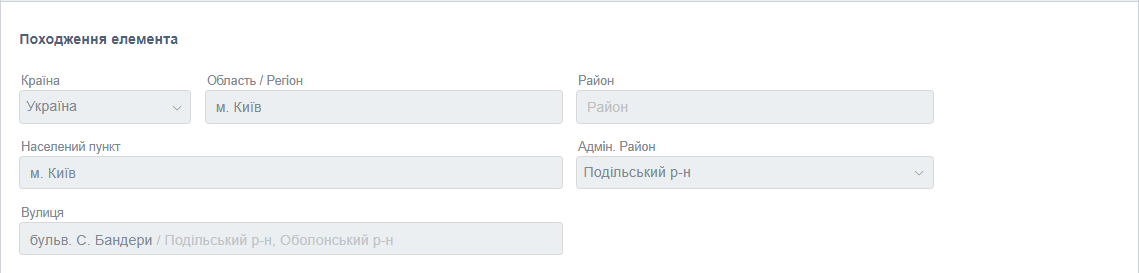 Походження елемента
Країна Область / Регіон Район
Україна м. Київ Район
Населений пункт Адмін. Район
м. Київ Подільський р-н
Вулиця
бульв. С. Бандери / Подільський р-н, Оболонський р-н